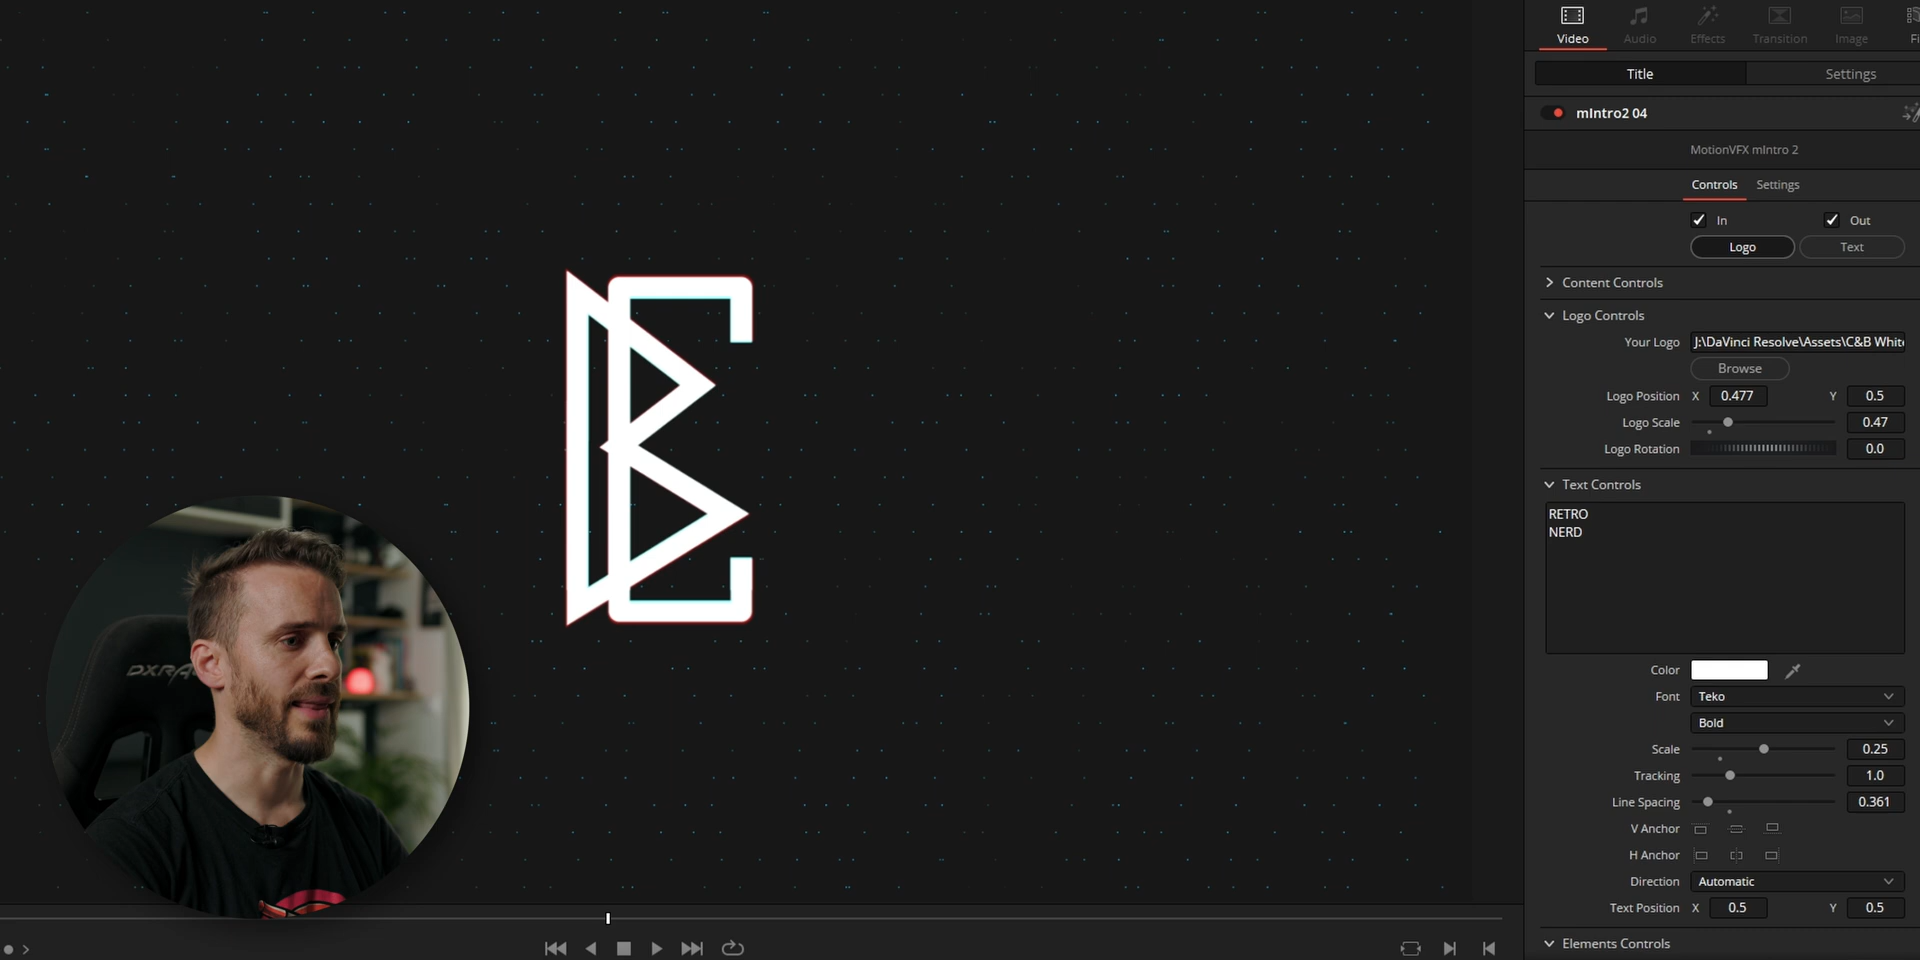 Video
Audio
Effects
Transition
Image
Fi
Title
Settings
mIntro2 04
MotionVFX mIntro 2
Controls
Settings
In
Out
Logo
Text
Content Controls
Logo Controls
Your Logo
J:\DaVinci Resolve\Assets\C&B White
Browse
Logo Position X 0.477 Y 0.5
Logo Scale 0.47
Logo Rotation 0.0
Text Controls
RETRO
NERD
Color
Font Teko
Bold
Scale 0.25
Tracking 1.0
Line Spacing 0.361
V Anchor
H Anchor
Direction Automatic
Text Position X 0.5 Y 0.5
Elements Controls